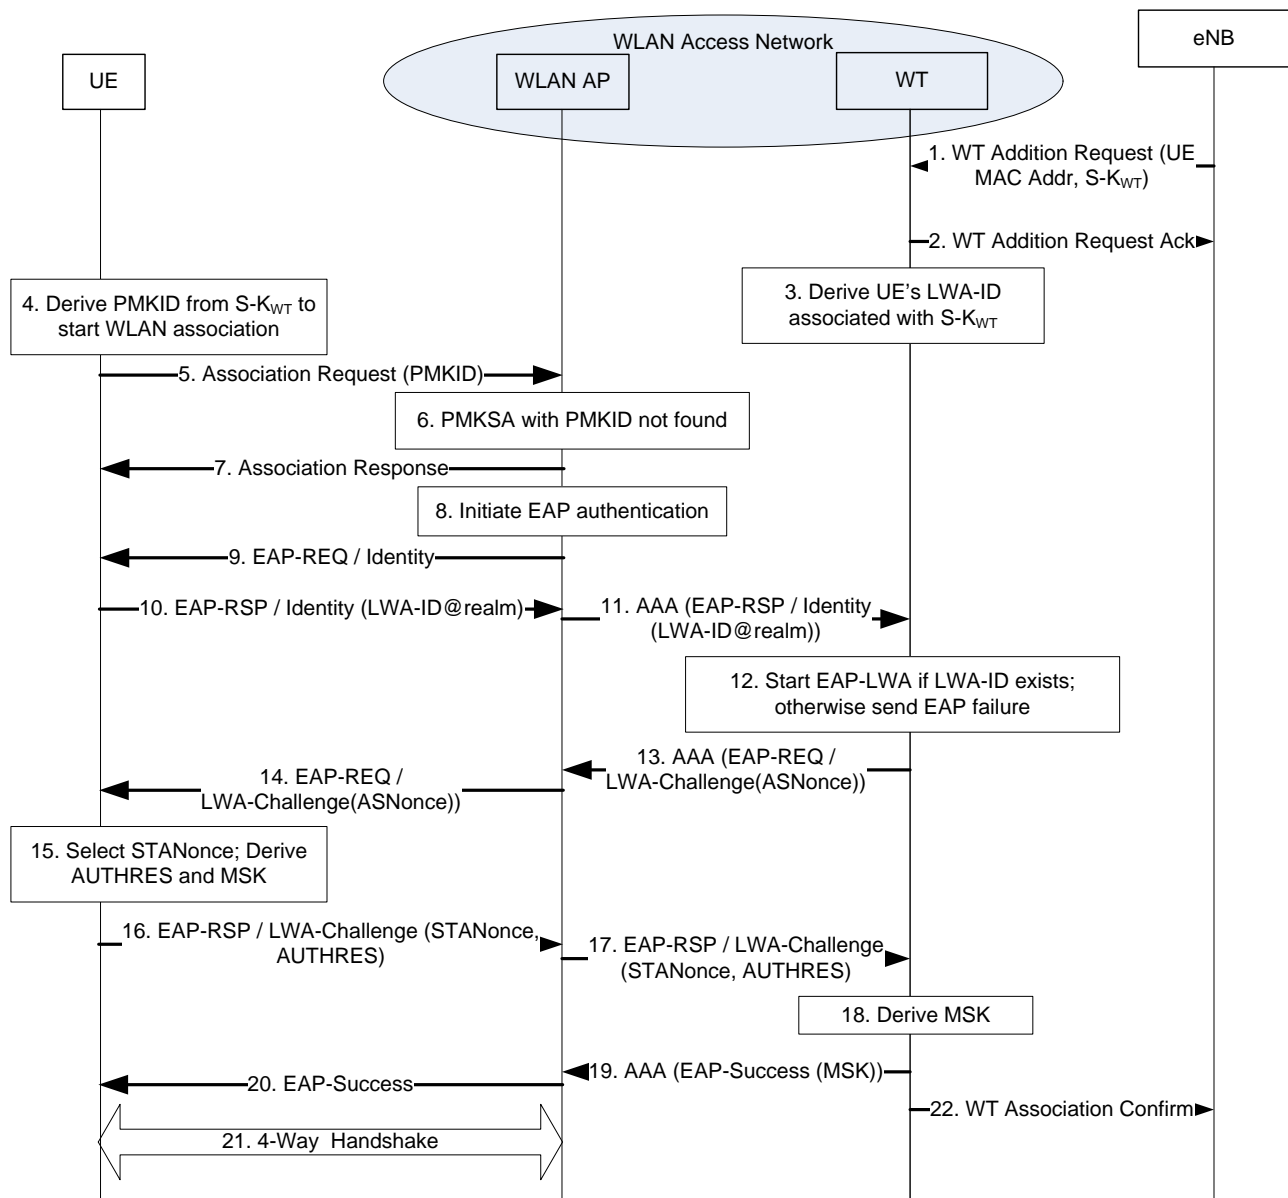 WLAN Access Network
eNB
UE
WLAN AP
WT
1. WT Addition Request (UE
MAC Addr, S-KWT)
2. WT Addition Request Ack
3. Derive UE's LWA-ID
associated with S-KWT
4. Derive PMKID from S-KWT to
start WLAN association
5. Association Request (PMKID)
6. PMKSA with PMKID not found
7. Association Response
8. Initiate EAP authentication
9. EAP-REQ / Identity
10. EAP-RSP / Identity (LWA-ID@realm)
11. AAA (EAP-RSP / Identity
(LWA-ID@realm))
12. Start EAP-LWA if LWA-ID exists;
otherwise send EAP failure
13. AAA (EAP-REQ /
LWA-Challenge(ASNonce))
14. EAP-REQ /
LWA-Challenge(ASNonce))
15. Select STANonce; Derive
AUTHRES and MSK
16. EAP-RSP / LWA-Challenge (STANonce,
AUTHRES)
17. EAP-RSP / LWA-Challenge
(STANonce, AUTHRES)
18. Derive MSK
19. AAA (EAP-Success (MSK))
20. EAP-Success
21. 4-Way Handshake
22. WT Association Confirm